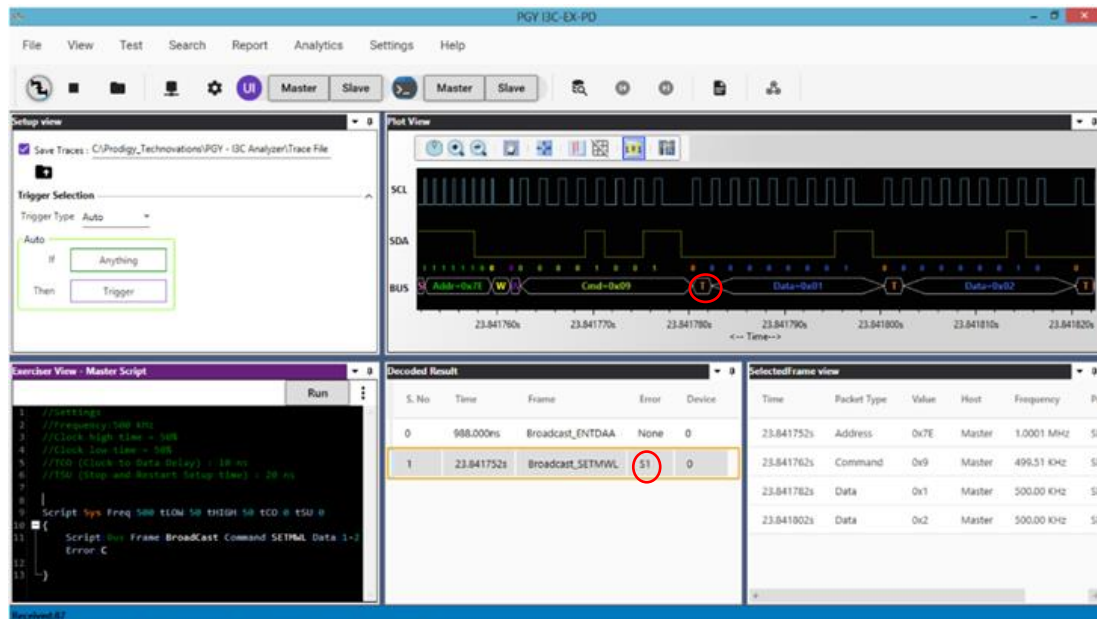 PGY I3C-EX-PD
File View Test Search Report Analytics Settings Help
UI Master Slave Master Slave
Setup view
Save Traces : C:\Prodigy_Technovations\PGY - I3C Analyzer\Trace File
Trigger Selection
Trigger Type Auto
Auto
If Anything
Then Trigger
Plot View
SCL
SDA
BUS S Addr=0x7E W Cmd=0x09 T Data=0x01 T Data=0x02 T
23.841760s 23.841770s 23.841780s 23.841790s 23.841800s 23.841810s 23.841820s
<-- Time-->
Exerciser View - Master Script
Run
1 //Settings
2 //Frequency:500 KHz
3 //Clock high time = 50%
4 //Clock low time = 50%
5 //TCO (Clock to Data Delay) : 10 ns
6 //TSU (Stop and Restart Setup time) : 20 ns
7
8
9 Script Sys Freq 500 tLOW 50 tHIGH 50 tCO 0 tSU 0
10 {
11 Script Bus Frame BroadCast Command SETMWL Data 1-2
Error C
12
13 }
Decoded Result
S. No Time Frame Error Device
0 988.000ns Broadcast_ENTDAA None 0
1 23.841752s Broadcast_SETMWL S1 0
SelectedFrame view
Time Packet Type Value Host Frequency
23.841752s Address 0x7E Master 1.0001 MHz
23.841762s Command 0x9 Master 499.51 KHz
23.841782s Data 0x1 Master 500.00 KHz
23.841802s Data 0x2 Master 500.00 KHz